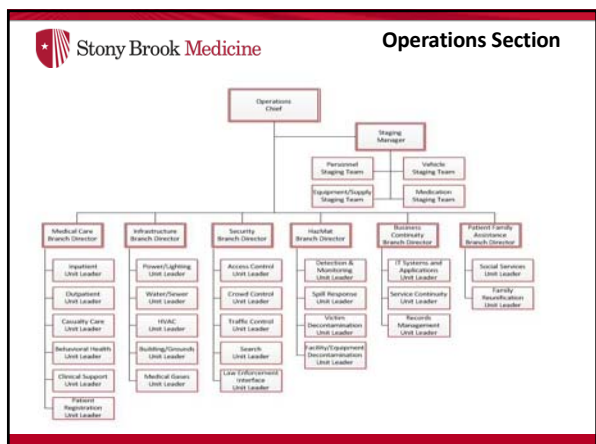 Stony Brook Medicine
Operations Section
Operations
Chief
Staging
Manager
Personnel
Staging Team
Vehicle
Staging Team
Equipment/Supply
Staging Team
Medication
Staging Team
Medical Care
Branch Director
Infrastructure
Branch Director
Security
Branch Director
HazMat
Branch Director
Business
Continuity
Branch Director
Patient Family
Assistance
Branch Director
Inpatient
Unit Leader
Outpatient
Unit Leader
Casualty Care
Unit Leader
Behavioral Health
Unit Leader
Clinical Support
Unit Leader
Patient
Registration
Unit Leader
Power/Lighting
Unit Leader
Water/Sewer
Unit Leader
HVAC
Unit Leader
Building/Grounds
Unit Leader
Medical Gases
Unit Leader
Access Control
Unit Leader
Crowd Control
Unit Leader
Traffic Control
Unit Leader
Search
Unit Leader
Law Enforcement
Interface
Unit Leader
Detection &
Monitoring
Unit Leader
Spill Response
Unit Leader
Victim
Decontamination
Unit Leader
Facility/Equipment
Decontamination
Unit Leader
IT Systems and
Applications
Unit Leader
Service Continuity
Unit Leader
Records
Management
Unit Leader
Social Services
Unit Leader
Family
Reunification
Unit Leader